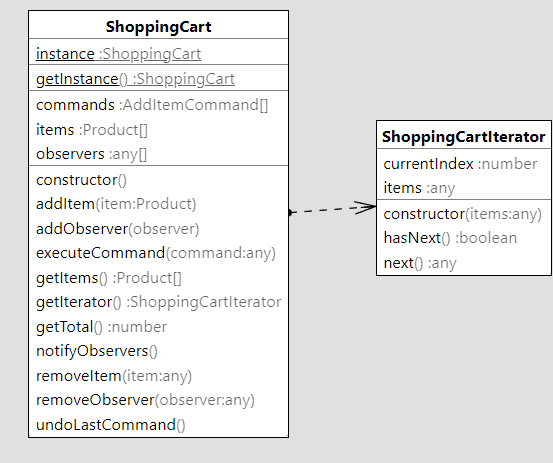 ShoppingCart
instance :ShoppingCart
getInstance() :ShoppingCart
commands :AddItemCommand[]
items :Product[]
observers :any[]
constructor()
addItem(item:Product)
addObserver(observer)
executeCommand(command:any)
getItems() :Product[]
getIterator() :ShoppingCartIterator
getTotal() :number
notifyObservers()
removeItem(item:any)
removeObserver(observer:any)
undoLastCommand()
ShoppingCartIterator
currentIndex :number
items :any
constructor(items:any)
hasNext() :boolean
next() :any